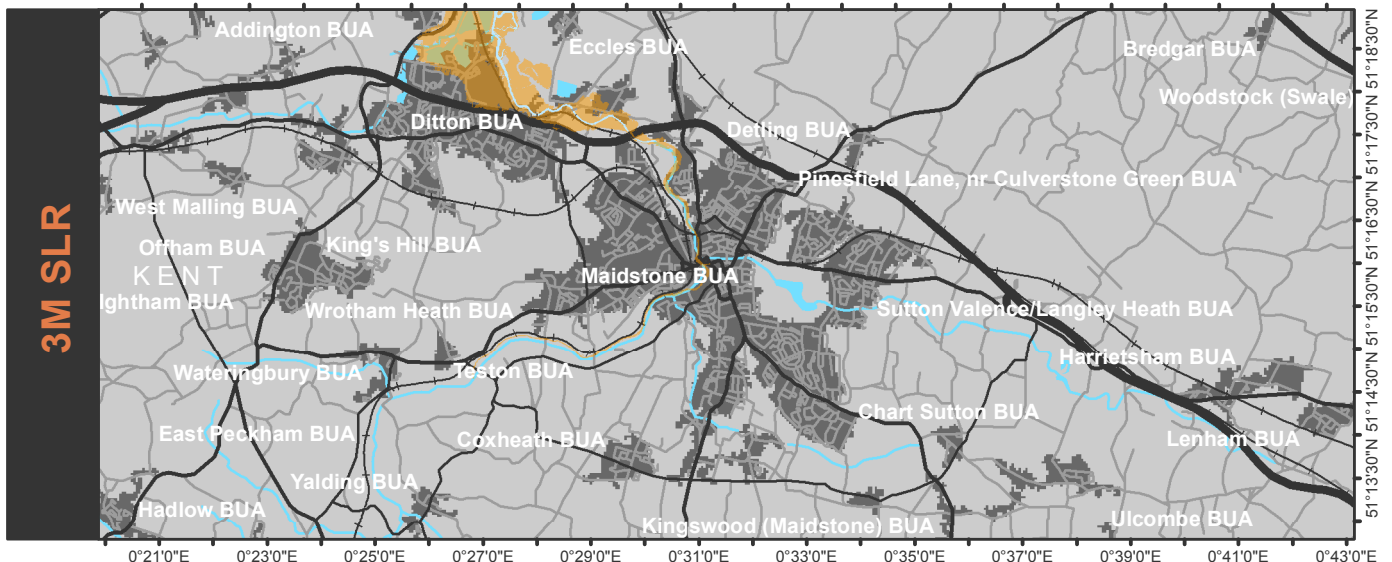 3M SLR
Addington BUA
Eccles BUA
Bredgar BUA
Woodstock (Swale)
Ditton BUA
Detling BUA
Pinesfield Lane, nr Culverstone Green BUA
West Malling BUA
Offham BUA
King's Hill BUA
KENT
Maidstone BUA
Ightham BUA
Wrotham Heath BUA
Sutton Valence/Langley Heath BUA
Harrietsham BUA
Wateringbury BUA
Teston BUA
Chart Sutton BUA
East Peckham BUA
Coxheath BUA
Lenham BUA
Yalding BUA
Hadlow BUA
Kingswood (Maidstone) BUA
Ulcombe BUA
51°18'30"N
51°17'30"N
51°16'30"N
51°15'30"N
51°14'30"N
51°13'30"N
0°21'0"E
0°23'0"E
0°25'0"E
0°27'0"E
0°29'0"E
0°31'0"E
0°33'0"E
0°35'0"E
0°37'0"E
0°39'0"E
0°41'0"E
0°43'0"E